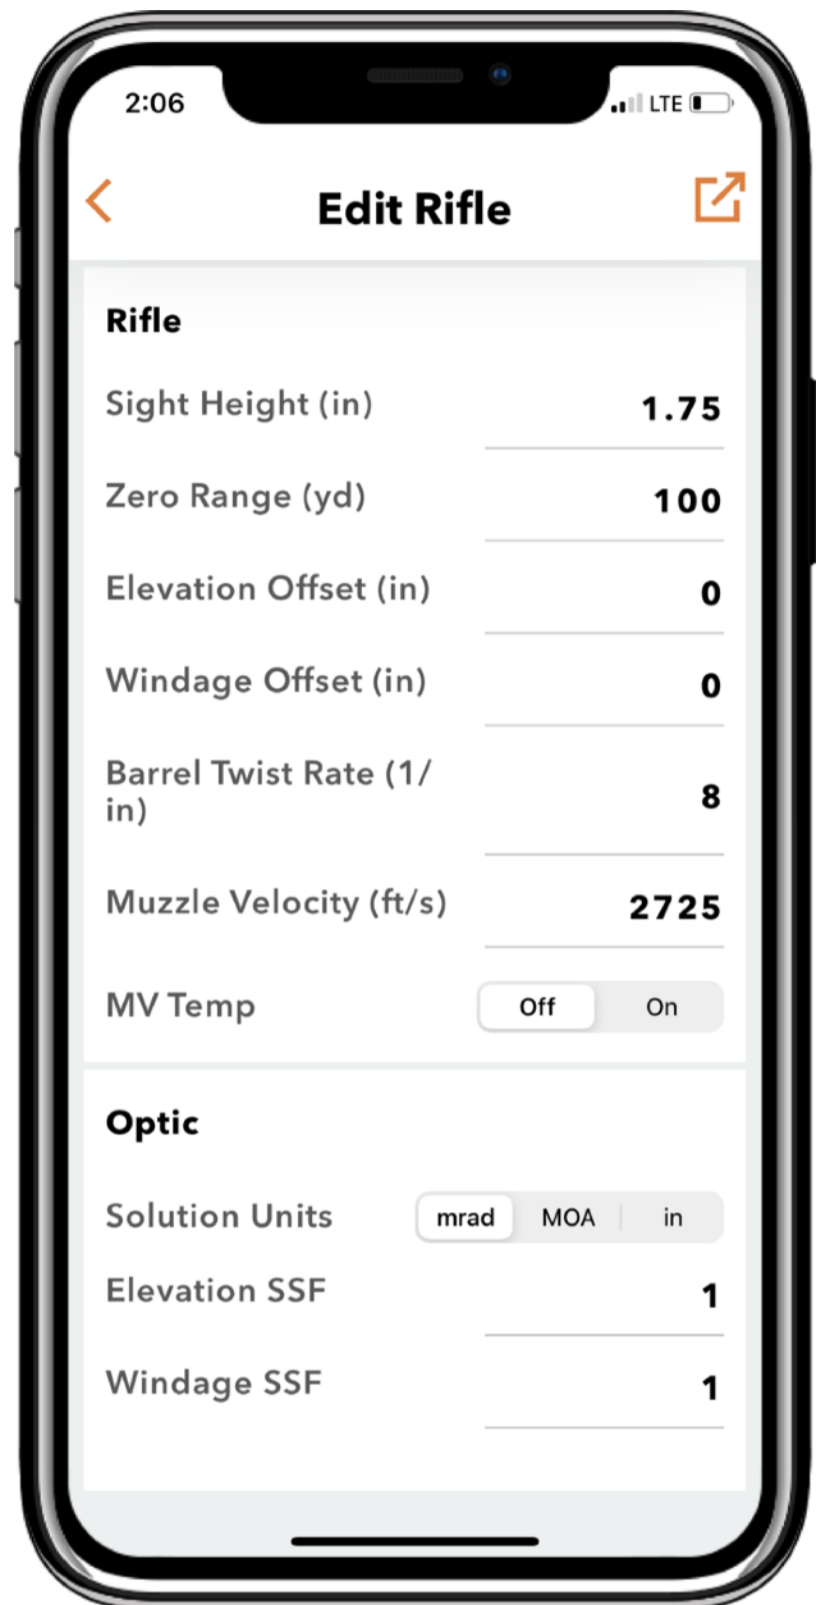 2:06
LTE
Edit Rifle
Rifle
Sight Height (in)
1.75
Zero Range (yd)
100
Elevation Offset (in)
0
Windage Offset (in)
0
Barrel Twist Rate (1/
in)
8
Muzzle Velocity (ft/s)
2725
MV Temp
Off On
Optic
Solution Units
mrad MOA in
Elevation SSF
1
Windage SSF
1